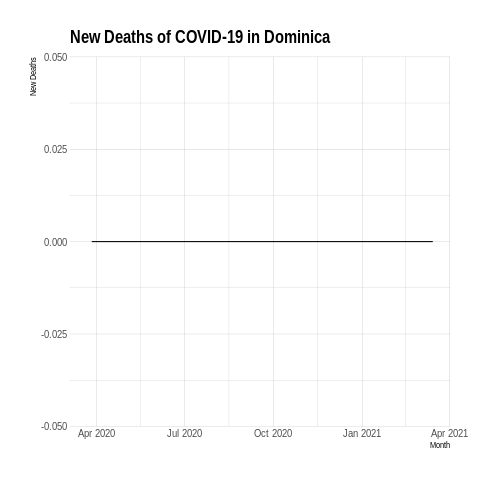 New Deaths of COVID-19 in Dominica
New Deaths
0.050
0.025
0.000
-0.025
-0.050
Apr 2020 Jul 2020 Oct 2020 Jan 2021 Apr 2021
Month